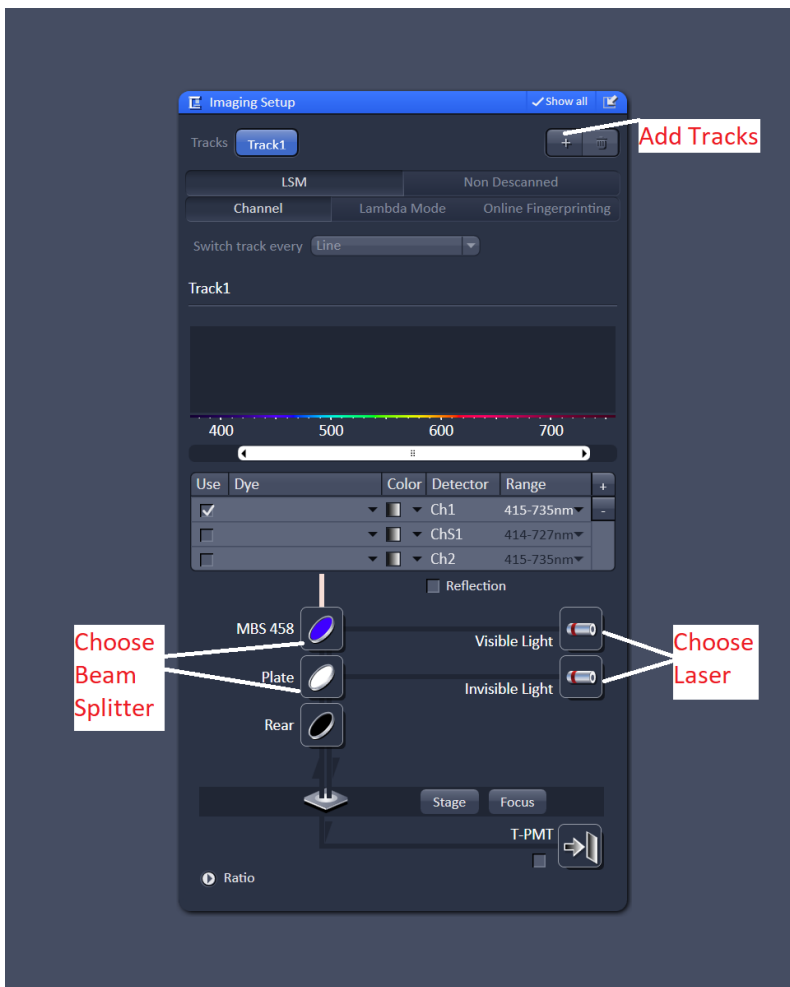 Imaging Setup
Show all
Tracks Track1
+
Add Tracks
LSM Non Descanned
Channel Lambda Mode Online Fingerprinting
Switch track every Line
Track1
400 500 600 700
Use Dye Color Detector Range +
Ch1 415-735nm -
ChS1 414-727nm
Ch2 415-735nm
Reflection
Choose
Beam
Splitter
MBS 458
Visible Light
Choose
Laser
Plate
Invisible Light
Rear
Stage Focus
T-PMT
Ratio